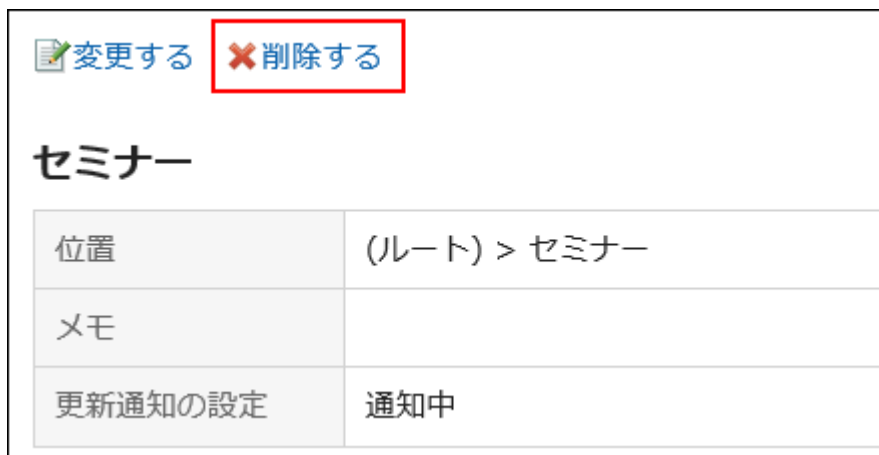 変更する 削除する
セミナー
位置 (ルート) > セミナー
メモ
更新通知の設定 通知中